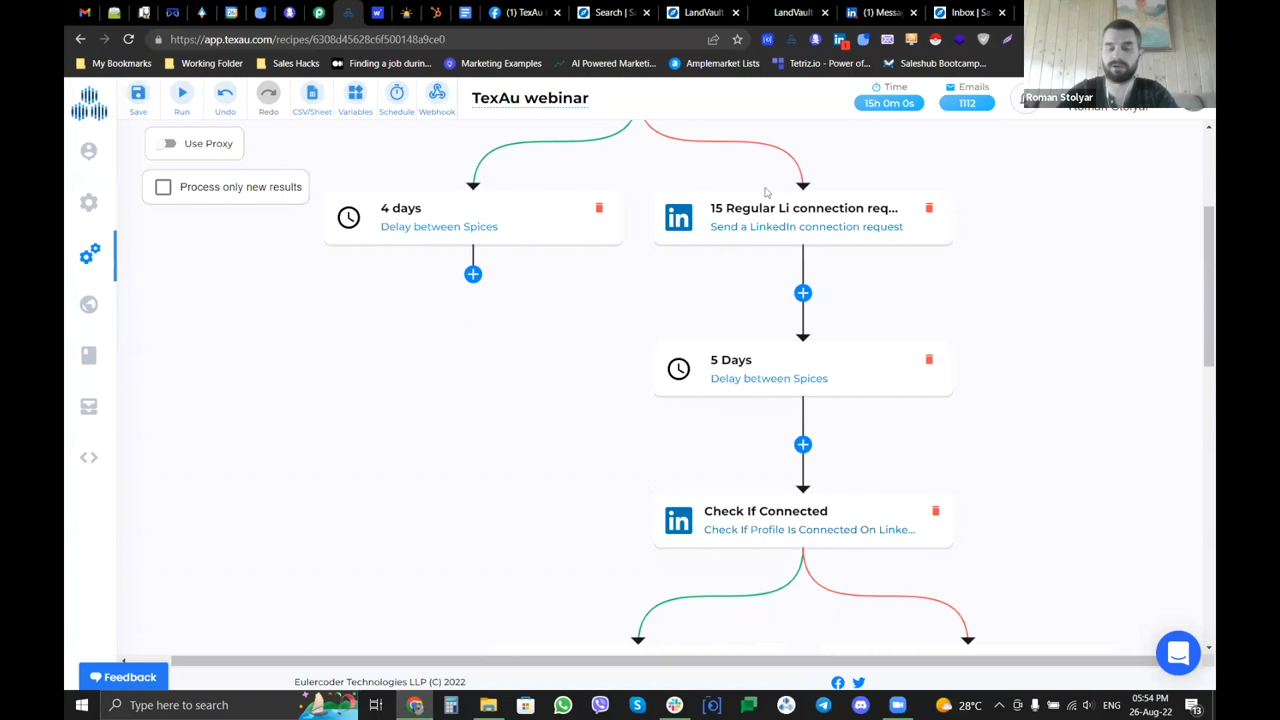 (1) TexAu
Search | Sa
LandVault
LandVault
(1) Messa
Inbox | Sa
https://app.texau.com/recipes/6308d45628c6f500148a9ce0
My Bookmarks
Working Folder
Sales Hacks
Finding a job durin...
Marketing Examples
AI Powered Marketi...
Amplemarket Lists
Tetriz.io - Power of...
Saleshub Bootcamp...
Roman Stolyar
Save
Run
Undo
Redo
CSV/Sheet
Variables
Schedule
Webhook
TexAu webinar
Time
15h 0m 0s
Emails
1112
Roman Stolyar
Use Proxy
Process only new results
4 days
Delay between Spices
15 Regular Li connection req...
Send a LinkedIn connection request
5 Days
Delay between Spices
Check If Connected
Check If Profile Is Connected On Linke...
Feedback
Eulercoder Technologies LLP (C) 2022
Type here to search
28°C
ENG
05:54 PM
26-Aug-22
13